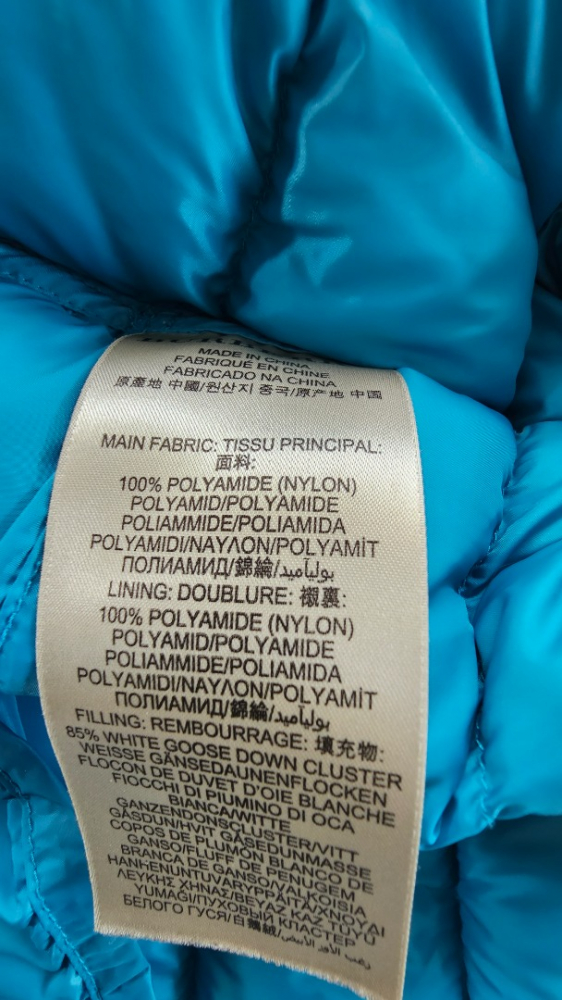 MADE IN CHINA
FABRIQUÉ EN CHINE
FABRICADO NA CHINA
原產地 中國/원산지 중국/原产地 中国
MAIN FABRIC: TISSU PRINCIPAL:
面料:
100% POLYAMIDE (NYLON)
POLYAMID/POLYAMIDE
POLIAMMIDE/POLIAMIDA
POLYAMIDI/ΝΑΥΛΟΝ/POLYAMİT
ПОЛИАМИД/錦綸/بولياميد
LINING: DOUBLURE: 襯裏:
100% POLYAMIDE (NYLON)
POLYAMID/POLYAMIDE
POLIAMMIDE/POLIAMIDA
POLYAMIDI/ΝΑΥΛΟΝ/POLYAMİT
ПОЛИАМИД/錦綸/بولياميد
FILLING: REMBOURRAGE: 填充物:
85% WHITE GOOSE DOWN CLUSTER
WEISSE GÄNSEDAUNENFLOCKEN
FLOCON DE DUVET D'OIE BLANCHE
FIOCCHI DI PIUMINO DI OCA
BIANCA/WITTE
GANZENDONSCLUSTER/VITT
GÅSDUN/HVIT GÅSEDUNMASSE
COPOS DE PLUMÓN BLANCO DE
GANSO/FLUFF DE PENUGEM
BRANCA DE GANSO/VALKOISIA
HANHENUNTUVARYPPÄITÄ/ΧΝΟΥΔΙ
ΛΕΥΚΗΣ ΧΗΝΑΣ/BEYAZ KAZ TÜYÜ
YUMAĞI/ПУХОВЫЙ КЛАСТЕР
БЕЛОГО ГУСЯ/白鵝絨/زغب الإوز الأبيض